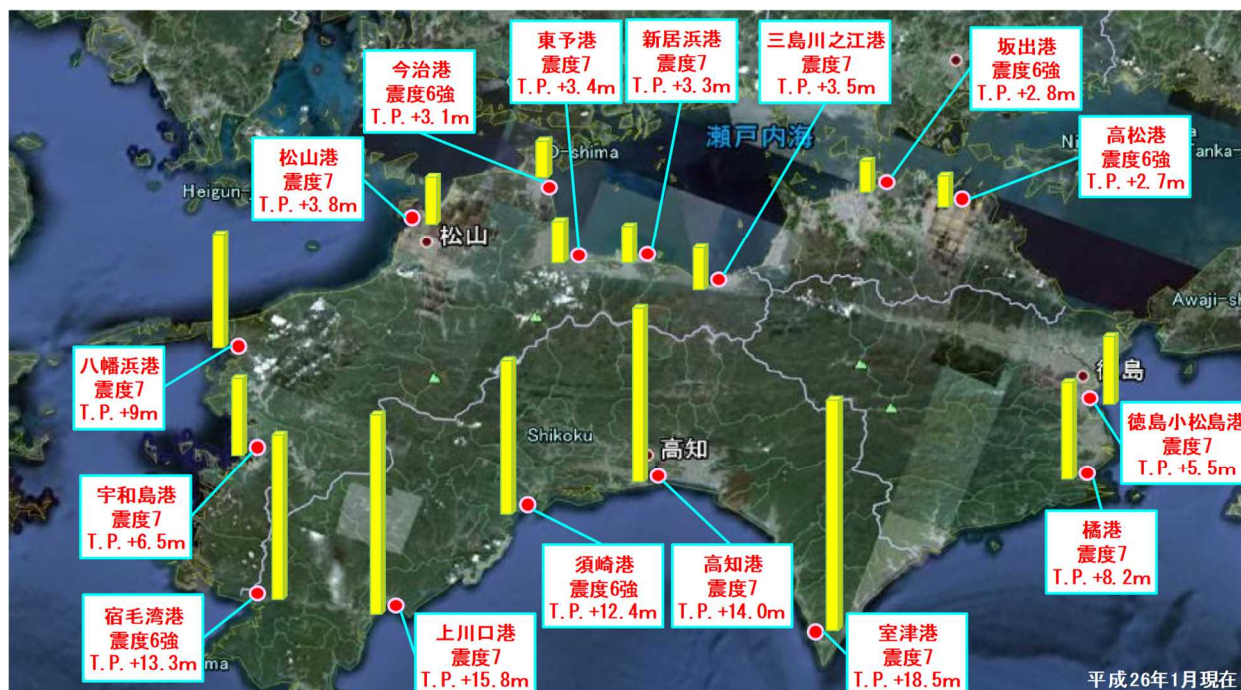 東予港
震度7
T.P.+3.4m
新居浜港
震度7
T.P.+3.3m
三島川之江港
震度7
T.P.+3.5m
坂出港
震度6強
T.P.+2.8m
今治港
震度6強
T.P.+3.1m
高松港
震度6強
T.P.+2.7m
松山港
震度7
T.P.+3.8m
瀬戸内海
O-shima
Heigun-
松山
Awaji-sh
八幡浜港
震度7
T.P.+9m
徳島
徳島小松島港
震度7
T.P.+5.5m
Shikoku
高知
宇和島港
震度7
T.P.+6.5m
橘港
震度7
T.P.+8.2m
須崎港
震度6強
T.P.+12.4m
高知港
震度7
T.P.+14.0m
宿毛湾港
震度6強
T.P.+13.3m
上川口港
震度7
T.P.+15.8m
室津港
震度7
T.P.+18.5m
平成26年1月現在